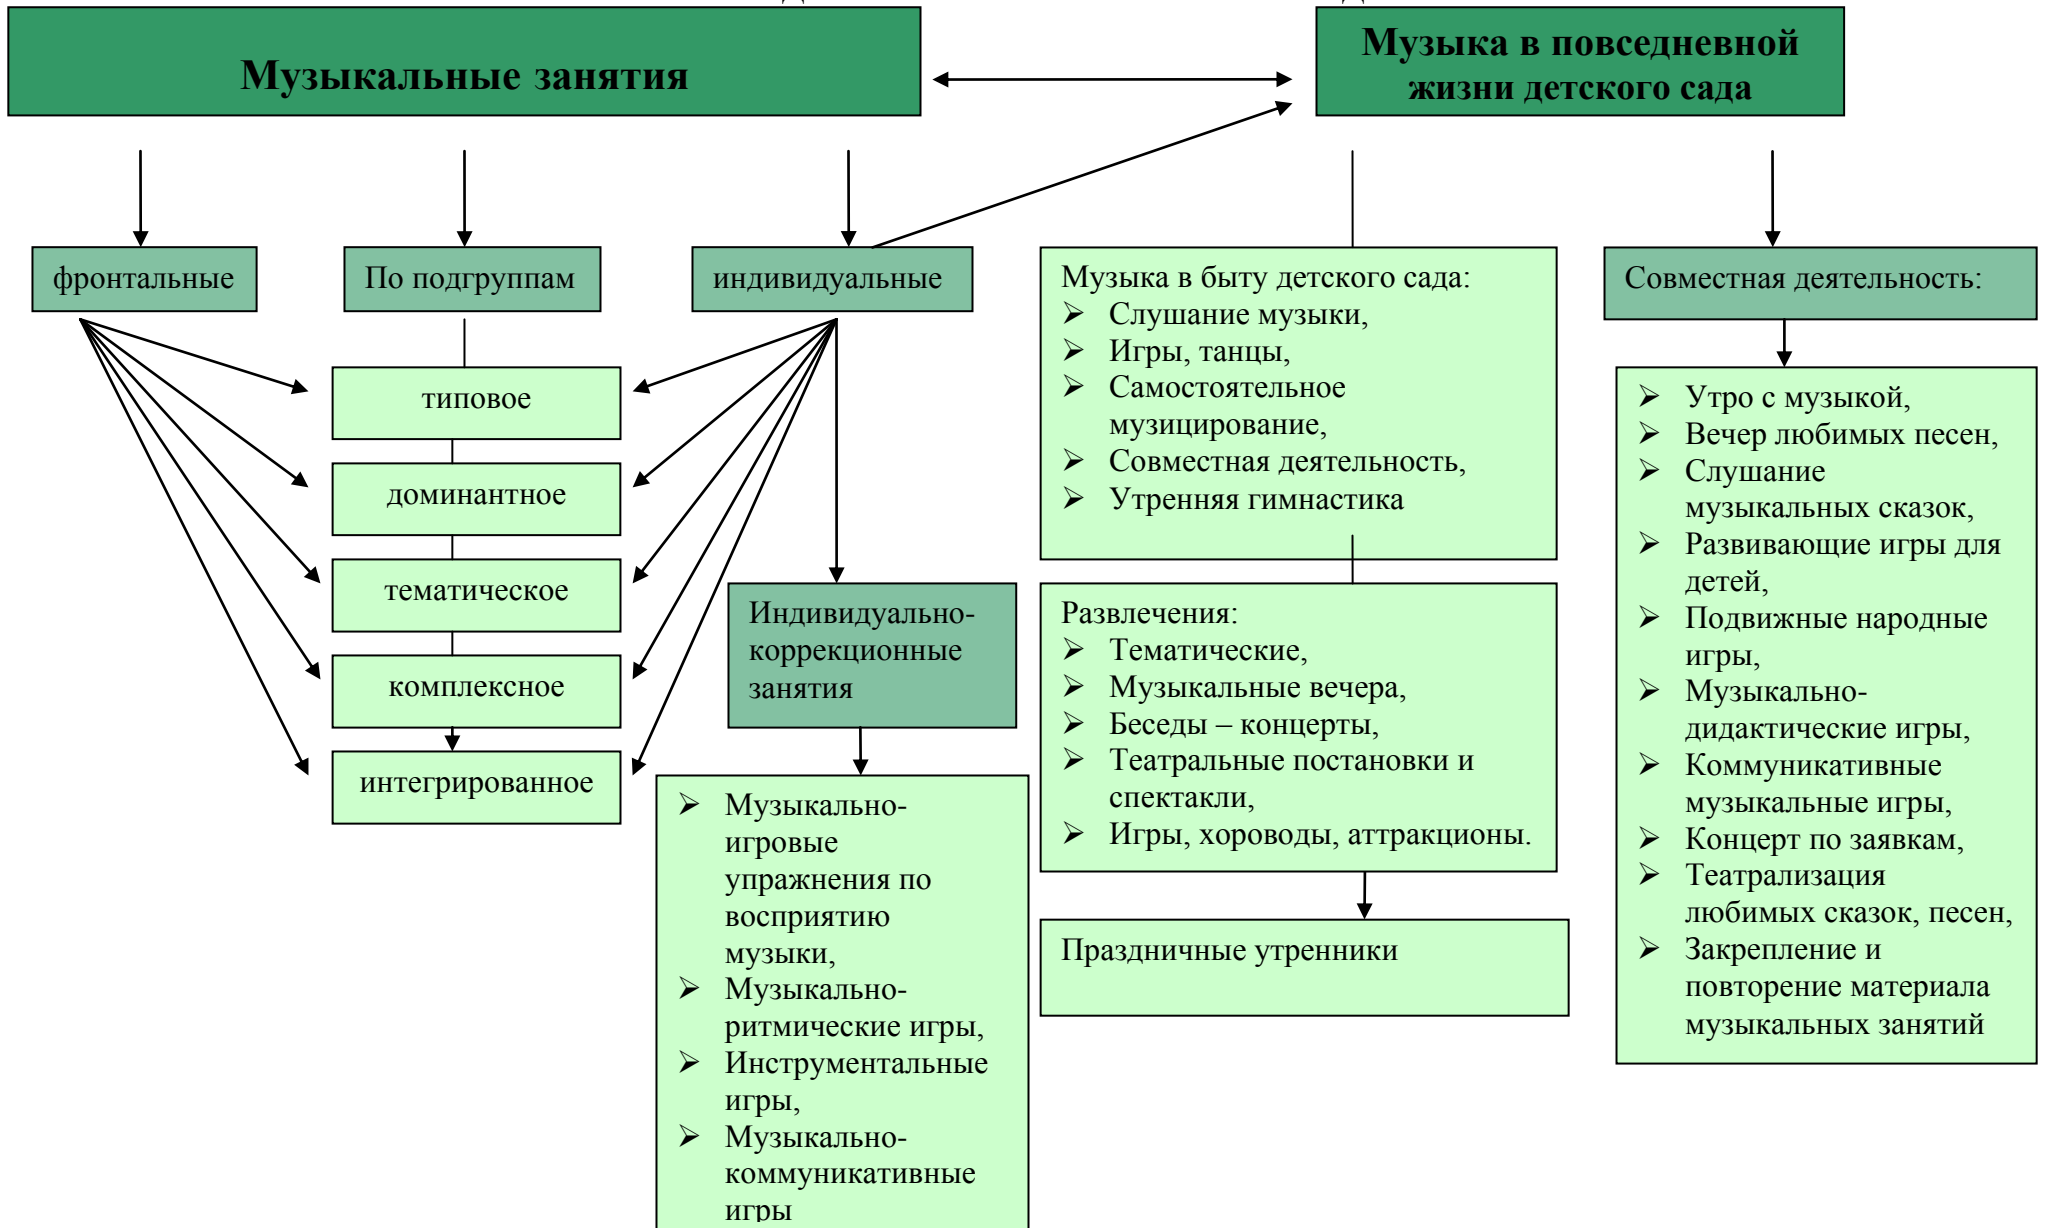 Музыкальные занятия
Музыка в повседневной
жизни детского сада
фронтальные
По подгруппам
индивидуальные
типовое
доминантное
тематическое
комплексное
интегрированное
Индивидуально-
коррекционные
занятия
Музыкально-
игровые
упражнения по
восприятию
музыки,
Музыкально-
ритмические игры,
Инструментальные
игры,
Музыкально-
коммуникативные
игры
Музыка в быту детского сада:
Слушание музыки,
Игры, танцы,
Самостоятельное
музицирование,
Совместная деятельность,
Утренняя гимнастика
Развлечения:
Тематические,
Музыкальные вечера,
Беседы – концерты,
Театральные постановки и
спектакли,
Игры, хороводы, аттракционы.
Праздничные утренники
Совместная деятельность:
Утро с музыкой,
Вечер любимых песен,
Слушание
музыкальных сказок,
Развивающие игры для
детей,
Подвижные народные
игры,
Музыкально-
дидактические игры,
Коммуникативные
музыкальные игры,
Концерт по заявкам,
Театрализация
любимых сказок, песен,
Закрепление и
повторение материала
музыкальных занятий